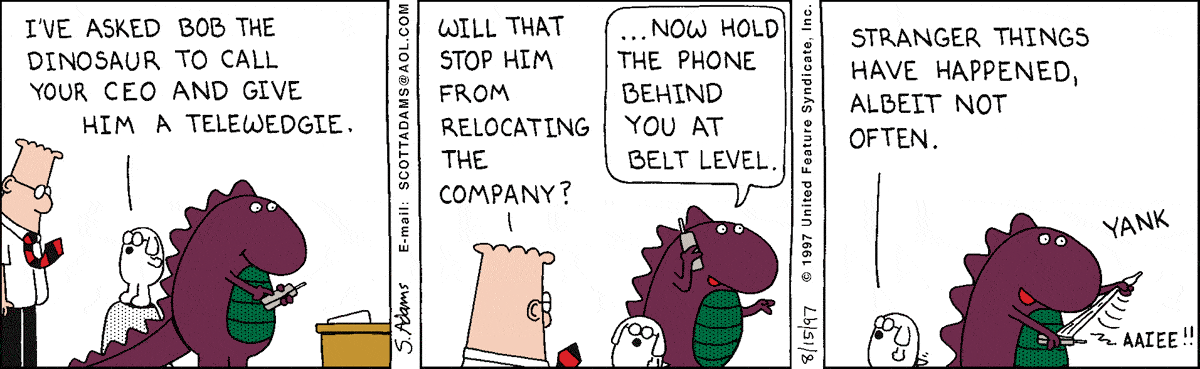 I'VE ASKED BOB THE
DINOSAUR TO CALL
YOUR CEO AND GIVE
HIM A TELEWEDGIE.
S. Adams E-mail: SCOTTADAMS@AOL.COM
WILL THAT
STOP HIM
FROM
RELOCATING
THE
COMPANY?
...NOW HOLD
THE PHONE
BEHIND
YOU AT
BELT LEVEL.
8/15/97 © 1997 United Feature Syndicate, Inc.
STRANGER THINGS
HAVE HAPPENED,
ALBEIT NOT
OFTEN.
YANK
AAIEE!!